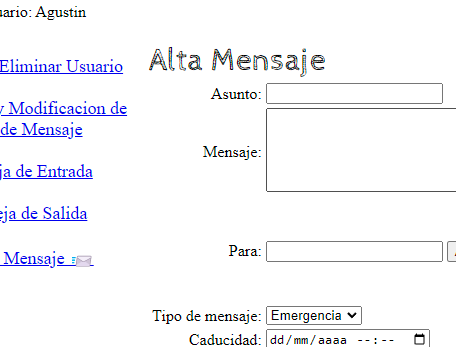 uario: Agustin
Eliminar Usuario
y Modificacion de
de Mensaje
ja de Entrada
eja de Salida
Mensaje
Alta Mensaje
Asunto:
Mensaje:
Para:
Tipo de mensaje: Emergencia
Caducidad: dd/mm/aaaa --:--